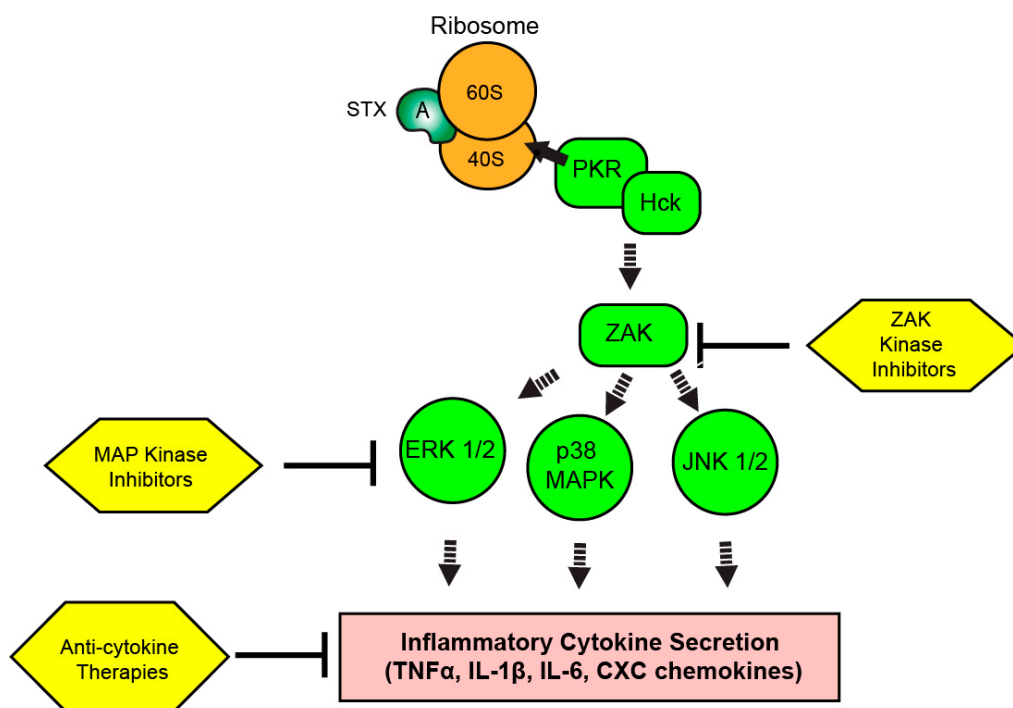 Ribosome
60S
STX
A
40S
PKR
Hck
ZAK
ZAK
Kinase
Inhibitors
ERK 1/2
p38
MAPK
JNK 1/2
MAP Kinase
Inhibitors
Anti-cytokine
Therapies
Inflammatory Cytokine Secretion
(TNFα, IL-1β, IL-6, CXC chemokines)